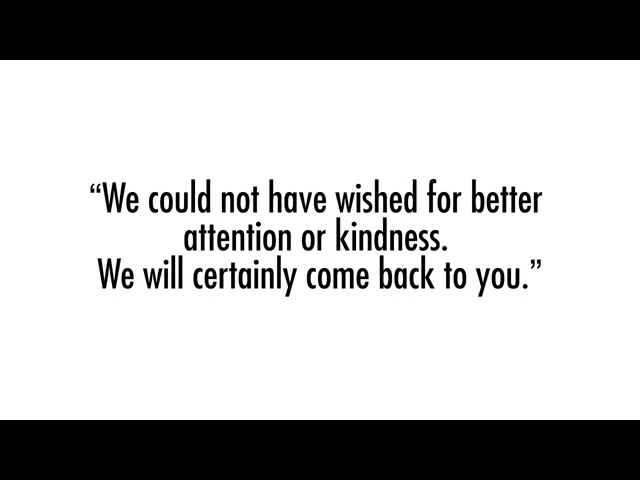 “We could not have wished for better
attention or kindness.
We will certainly come back to you.”